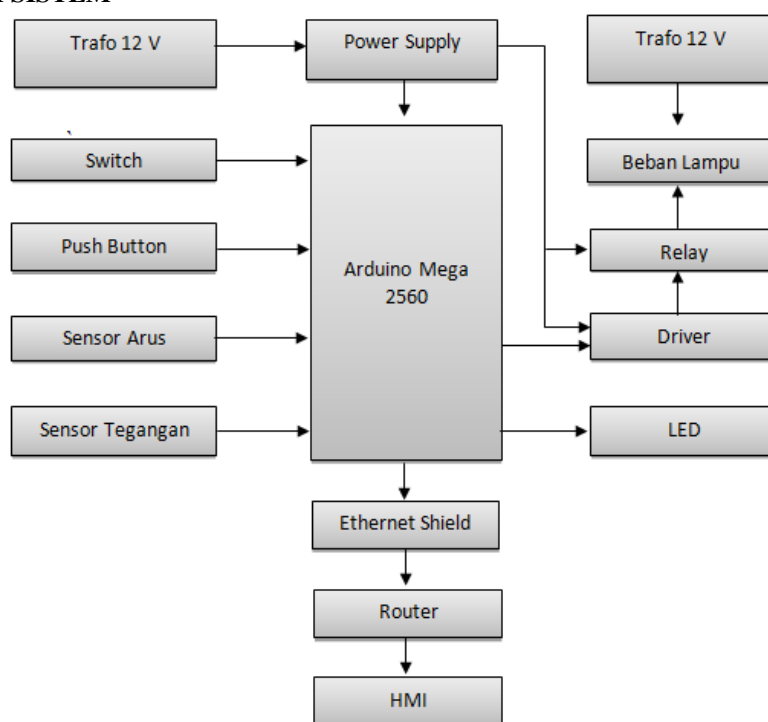 SISTEM
Trafo 12 V
Power Supply
Trafo 12 V
Switch
Beban Lampu
Push Button
Arduino Mega
2560
Relay
Sensor Arus
Driver
Sensor Tegangan
LED
Ethernet Shield
Router
HMI